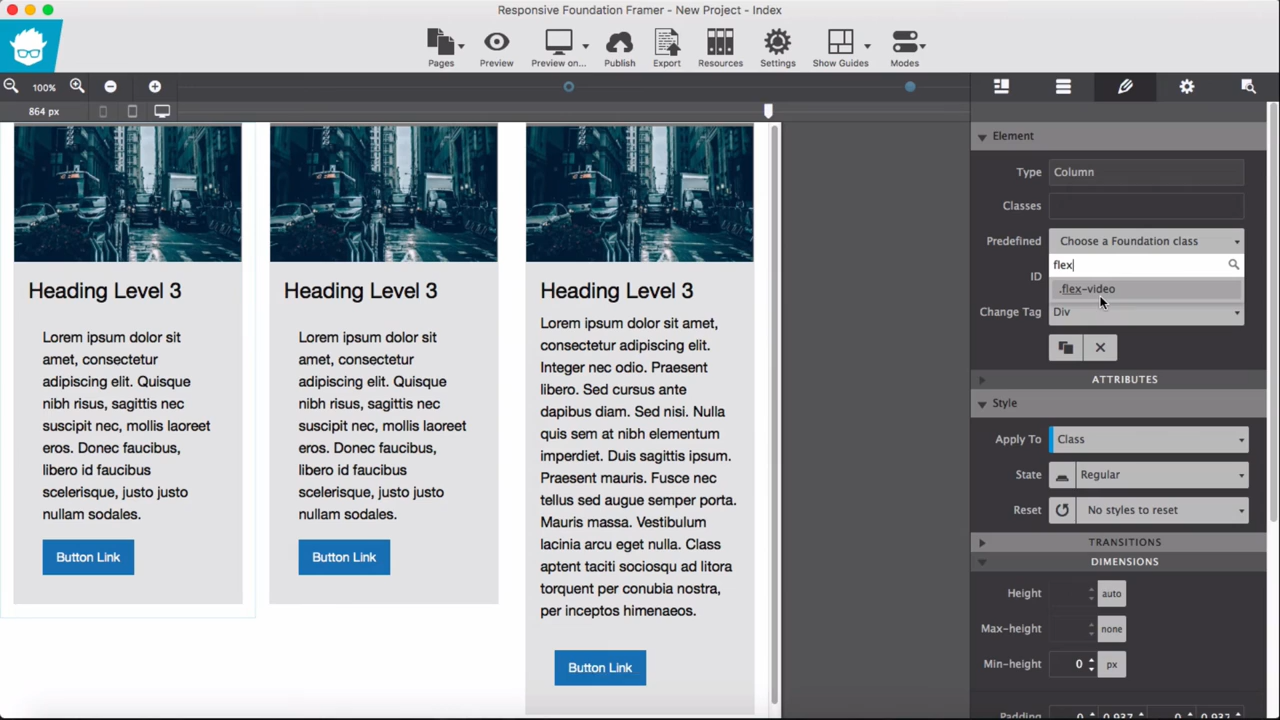 Responsive Foundation Framer - New Project - Index
Pages
Preview
Preview on...
Publish
Export
Resources
Settings
Show Guides
Modes
100%
864 px
Heading Level 3
Lorem ipsum dolor sit
amet, consectetur
adipiscing elit. Quisque
nibh risus, sagittis nec
suscipit nec, mollis laoreet
eros. Donec faucibus,
libero id faucibus
scelerisque, justo justo
nullam sodales.
Button Link
Heading Level 3
Lorem ipsum dolor sit
amet, consectetur
adipiscing elit. Quisque
nibh risus, sagittis nec
suscipit nec, mollis laoreet
eros. Donec faucibus,
libero id faucibus
scelerisque, justo justo
nullam sodales.
Button Link
Heading Level 3
Lorem ipsum dolor sit amet,
consectetur adipiscing elit.
Integer nec odio. Praesent
libero. Sed cursus ante
dapibus diam. Sed nisi. Nulla
quis sem at nibh elementum
imperdiet. Duis sagittis ipsum.
Praesent mauris. Fusce nec
tellus sed augue semper porta.
Mauris massa. Vestibulum
lacinia arcu eget nulla. Class
aptent taciti sociosqu ad litora
torquent per conubia nostra,
per inceptos himenaeos.
Button Link
Element
Type Column
Classes
Predefined Choose a Foundation class
flex
ID
.flex-video
Change Tag Div
ATTRIBUTES
Style
Apply To Class
State Regular
Reset No styles to reset
TRANSITIONS
DIMENSIONS
Height auto
Max-height none
Min-height 0 px
Padding 0 0.937 0 0.937